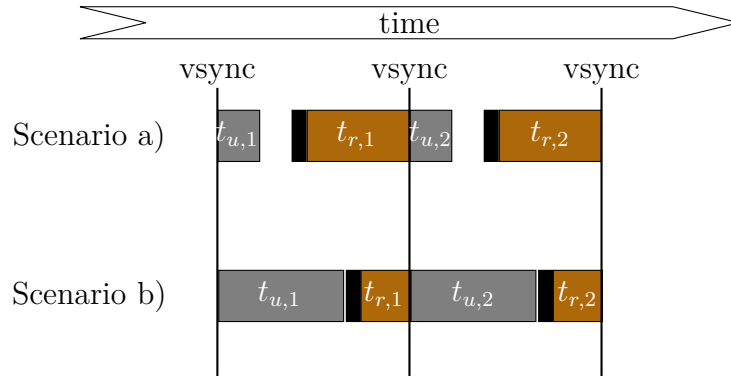 time
vsync vsync vsync
Scenario a) t_{u,1} t_{r,1} t_{u,2} t_{r,2}
Scenario b) t_{u,1} t_{r,1} t_{u,2} t_{r,2}